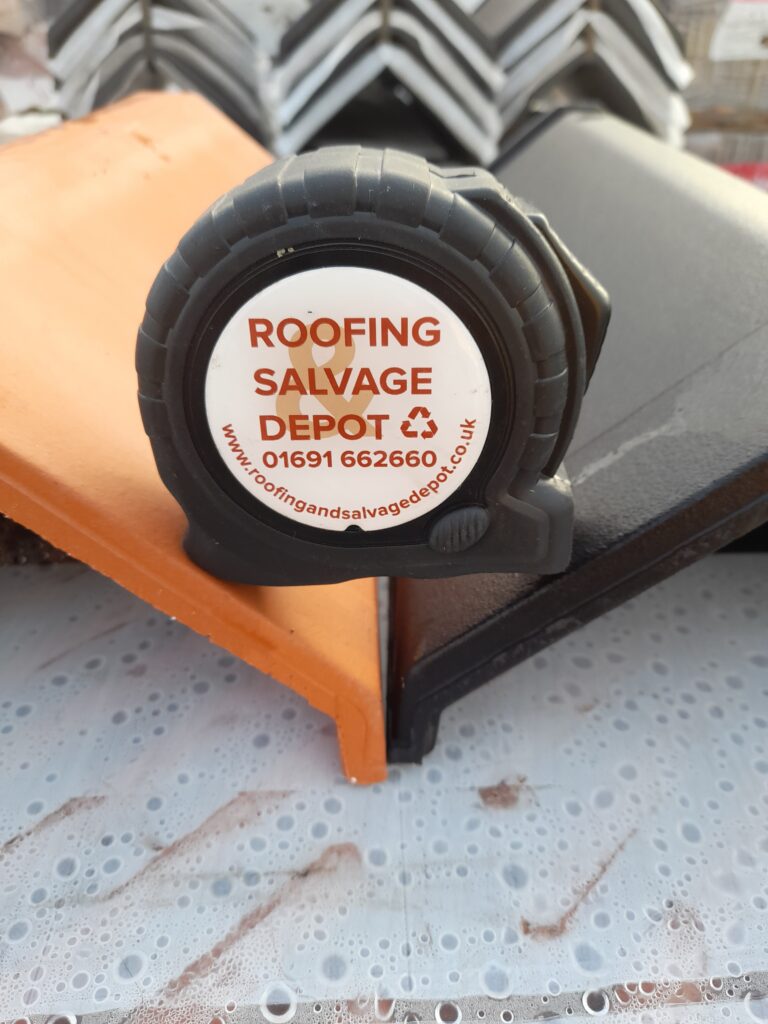 ROOFING
&
SALVAGE
DEPOT
01691 662660
www.roofingandsalvagedepot.co.uk